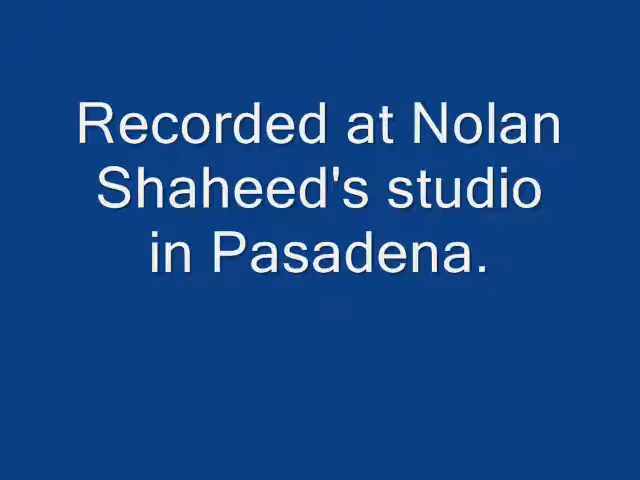 Recorded at Nolan
Shaheed's studio
in Pasadena.